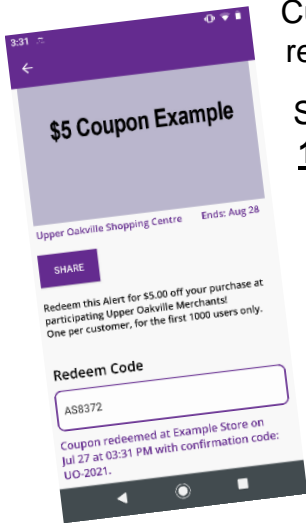 3:31
$5 Coupon Example
Upper Oakville Shopping Centre Ends: Aug 28
SHARE
Redeem this Alert for $5.00 off your purchase at
participating Upper Oakville Merchants!
One per customer, for the first 1000 users only.
Redeem Code
AS8372
Coupon redeemed at Example Store on
Jul 27 at 03:31 PM with confirmation code:
UO-2021.